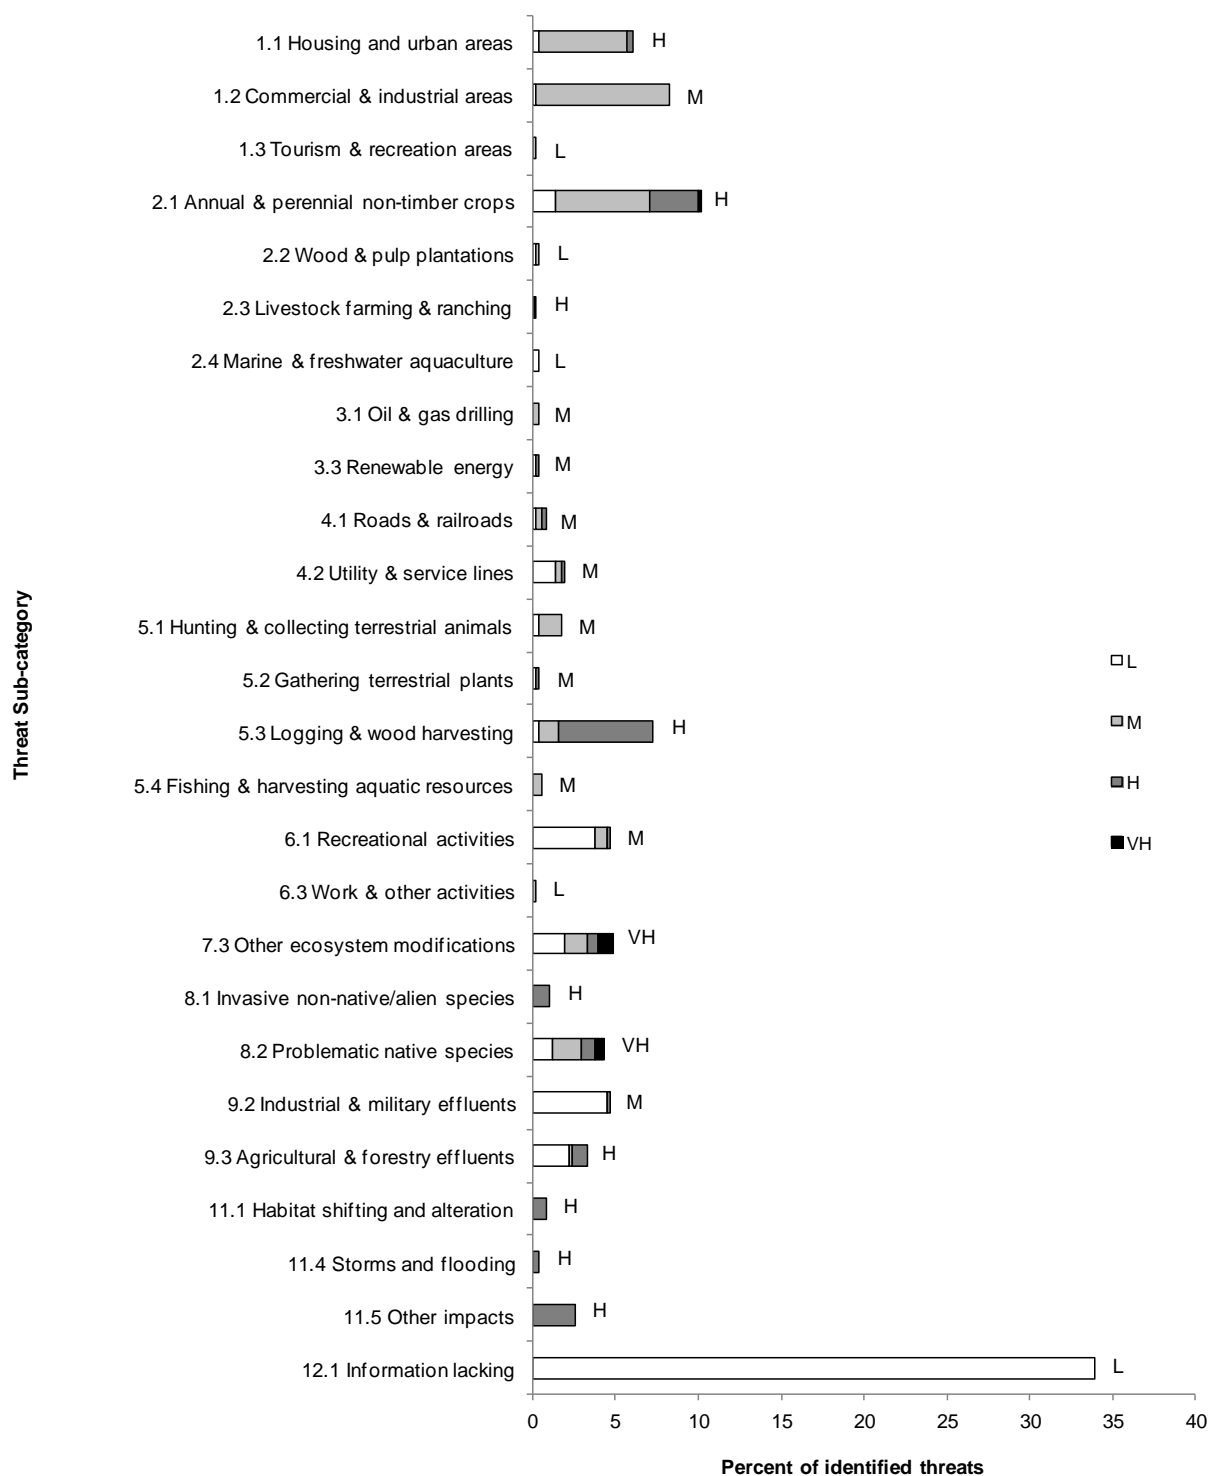 1.1 Housing and urban areas H
1.2 Commercial & industrial areas M
1.3 Tourism & recreation areas L
2.1 Annual & perennial non-timber crops H
2.2 Wood & pulp plantations L
2.3 Livestock farming & ranching H
2.4 Marine & freshwater aquaculture L
3.1 Oil & gas drilling M
3.3 Renewable energy M
4.1 Roads & railroads M
4.2 Utility & service lines M
5.1 Hunting & collecting terrestrial animals M
5.2 Gathering terrestrial plants M
5.3 Logging & wood harvesting H
5.4 Fishing & harvesting aquatic resources M
6.1 Recreational activities M
6.3 Work & other activities L
7.3 Other ecosystem modifications VH
8.1 Invasive non-native/alien species H
8.2 Problematic native species VH
9.2 Industrial & military effluents M
9.3 Agricultural & forestry effluents H
11.1 Habitat shifting and alteration H
11.4 Storms and flooding H
11.5 Other impacts H
12.1 Information lacking L
0 5 10 15 20 25 30 35 40
Percent of identified threats
Threat Sub-category
L
M
H
VH